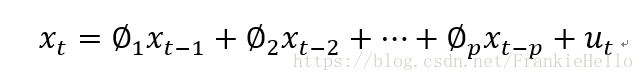 xₜ = ∅₁xₜ₋₁ + ∅₂xₜ₋₂ + ⋯ + ∅ₚxₜ₋ₚ + uₜ↵
https://blog.csdn.net/FrankieHello